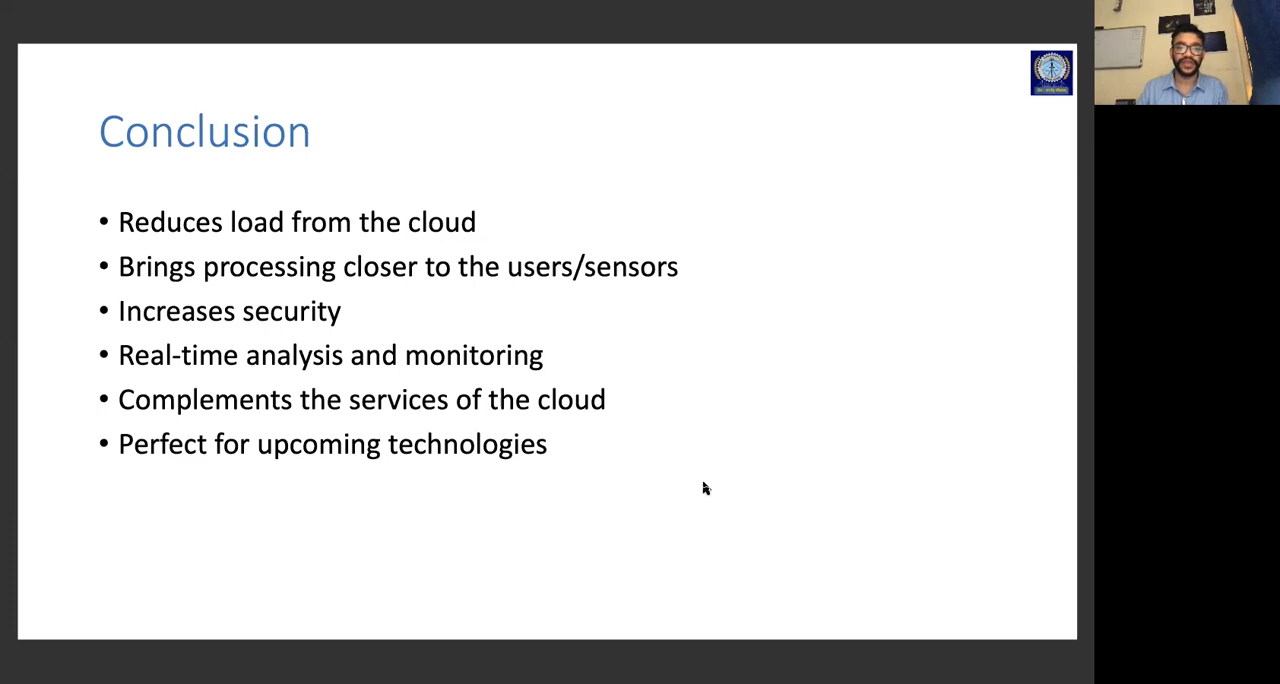 Conclusion
• Reduces load from the cloud
• Brings processing closer to the users/sensors
• Increases security
• Real-time analysis and monitoring
• Complements the services of the cloud
• Perfect for upcoming technologies